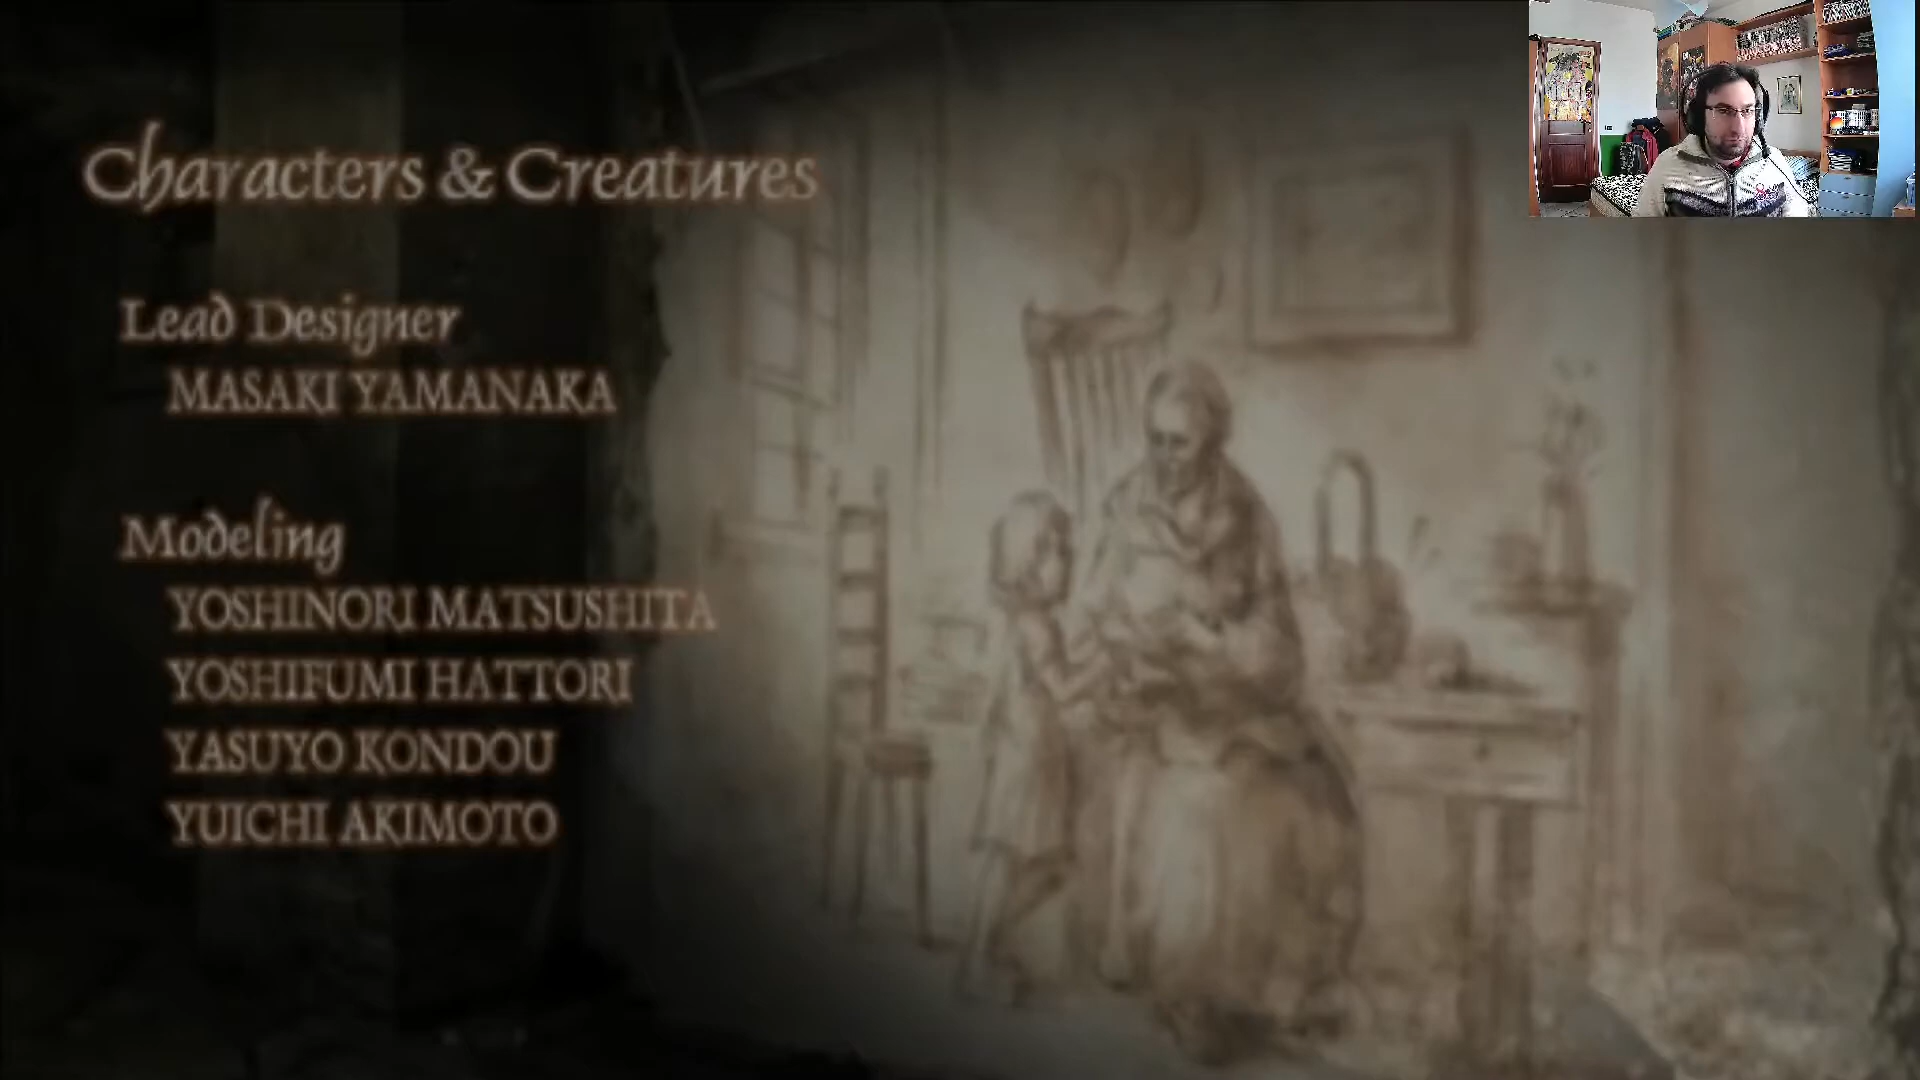 Characters & Creatures
Lead Designer
MASAKI YAMANAKA
Modeling
YOSHINORI MATSUSHITA
YOSHIFUMI HATTORI
YASUYO KONDOU
YUICHI AKIMOTO